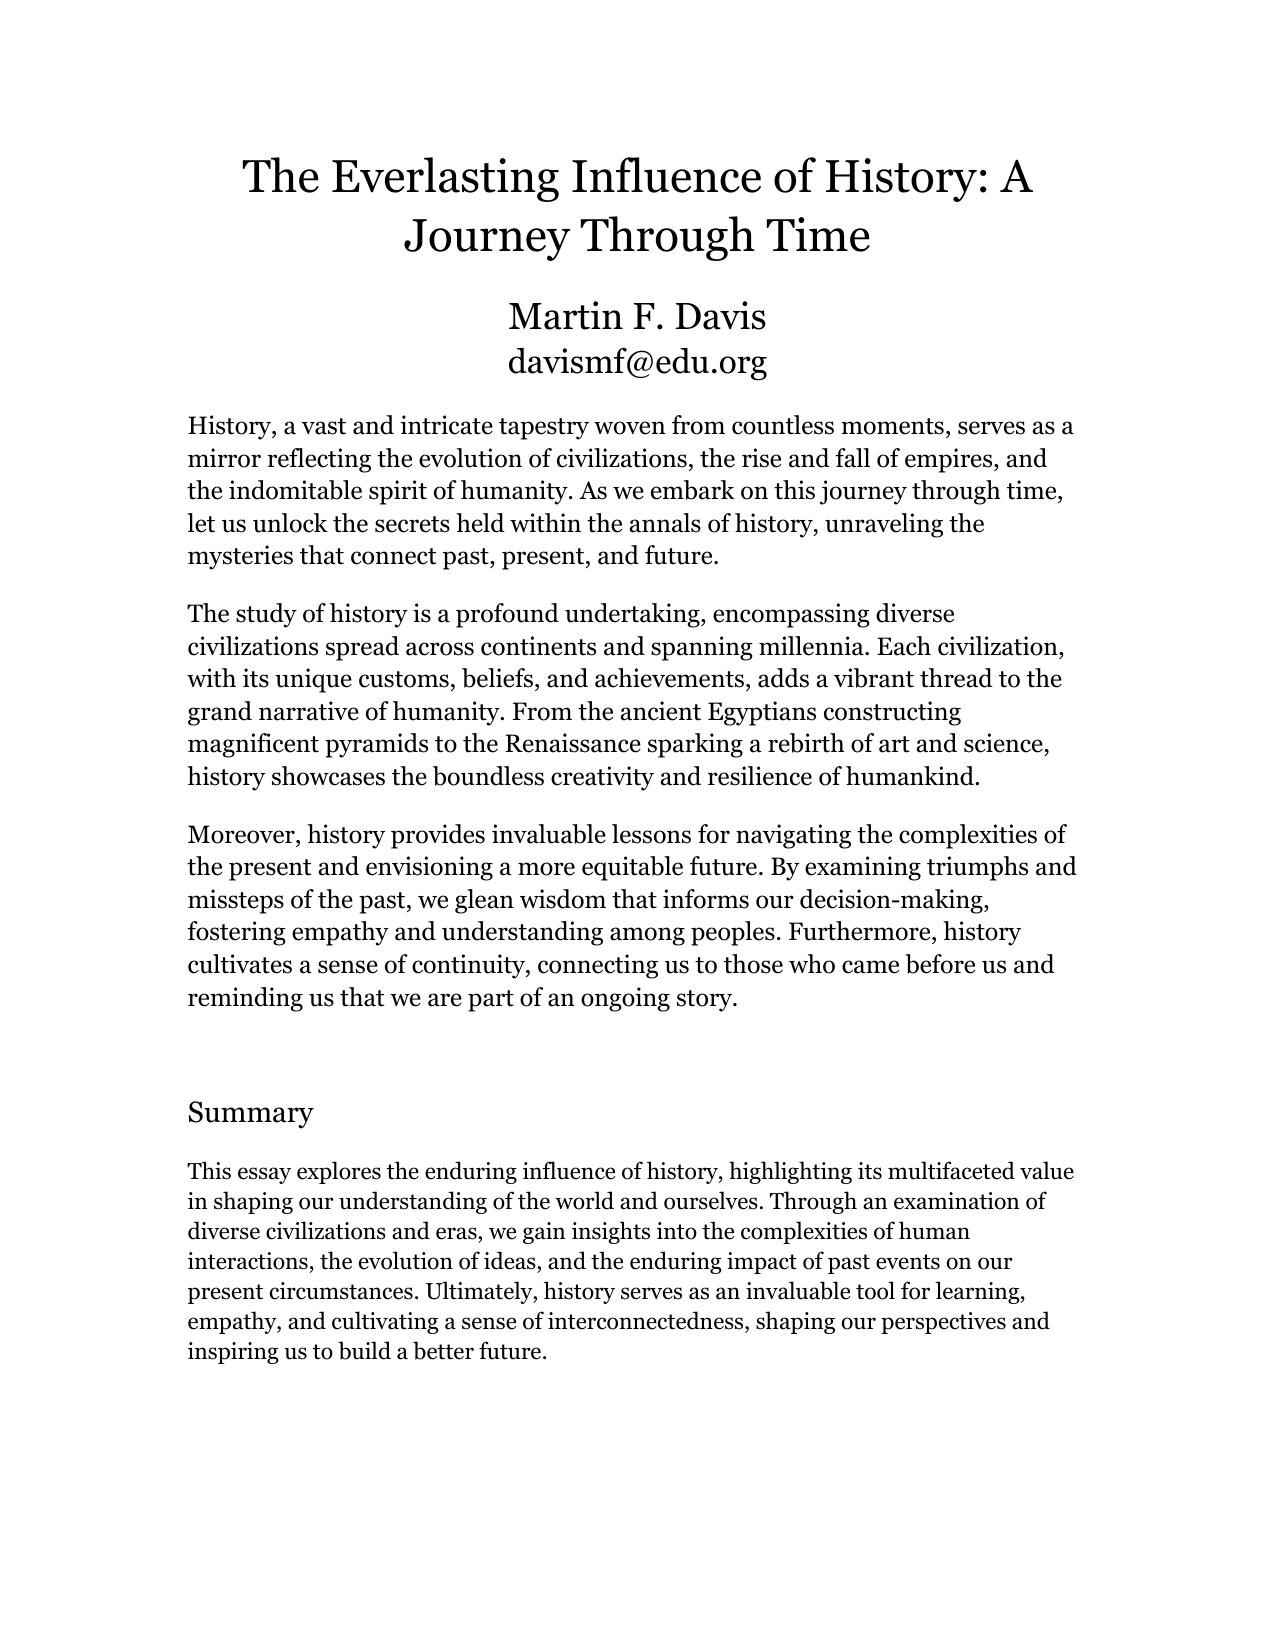 The Everlasting Influence of History: A
Journey Through Time
Martin F. Davis
davismf@edu.org
History, a vast and intricate tapestry woven from countless moments, serves as a
mirror reflecting the evolution of civilizations, the rise and fall of empires, and
the indomitable spirit of humanity. As we embark on this journey through time,
let us unlock the secrets held within the annals of history, unraveling the
mysteries that connect past, present, and future.
The study of history is a profound undertaking, encompassing diverse
civilizations spread across continents and spanning millennia. Each civilization,
with its unique customs, beliefs, and achievements, adds a vibrant thread to the
grand narrative of humanity. From the ancient Egyptians constructing
magnificent pyramids to the Renaissance sparking a rebirth of art and science,
history showcases the boundless creativity and resilience of humankind.
Moreover, history provides invaluable lessons for navigating the complexities of
the present and envisioning a more equitable future. By examining triumphs and
missteps of the past, we glean wisdom that informs our decision-making,
fostering empathy and understanding among peoples. Furthermore, history
cultivates a sense of continuity, connecting us to those who came before us and
reminding us that we are part of an ongoing story.
Summary
This essay explores the enduring influence of history, highlighting its multifaceted value
in shaping our understanding of the world and ourselves. Through an examination of
diverse civilizations and eras, we gain insights into the complexities of human
interactions, the evolution of ideas, and the enduring impact of past events on our
present circumstances. Ultimately, history serves as an invaluable tool for learning,
empathy, and cultivating a sense of interconnectedness, shaping our perspectives and
inspiring us to build a better future.